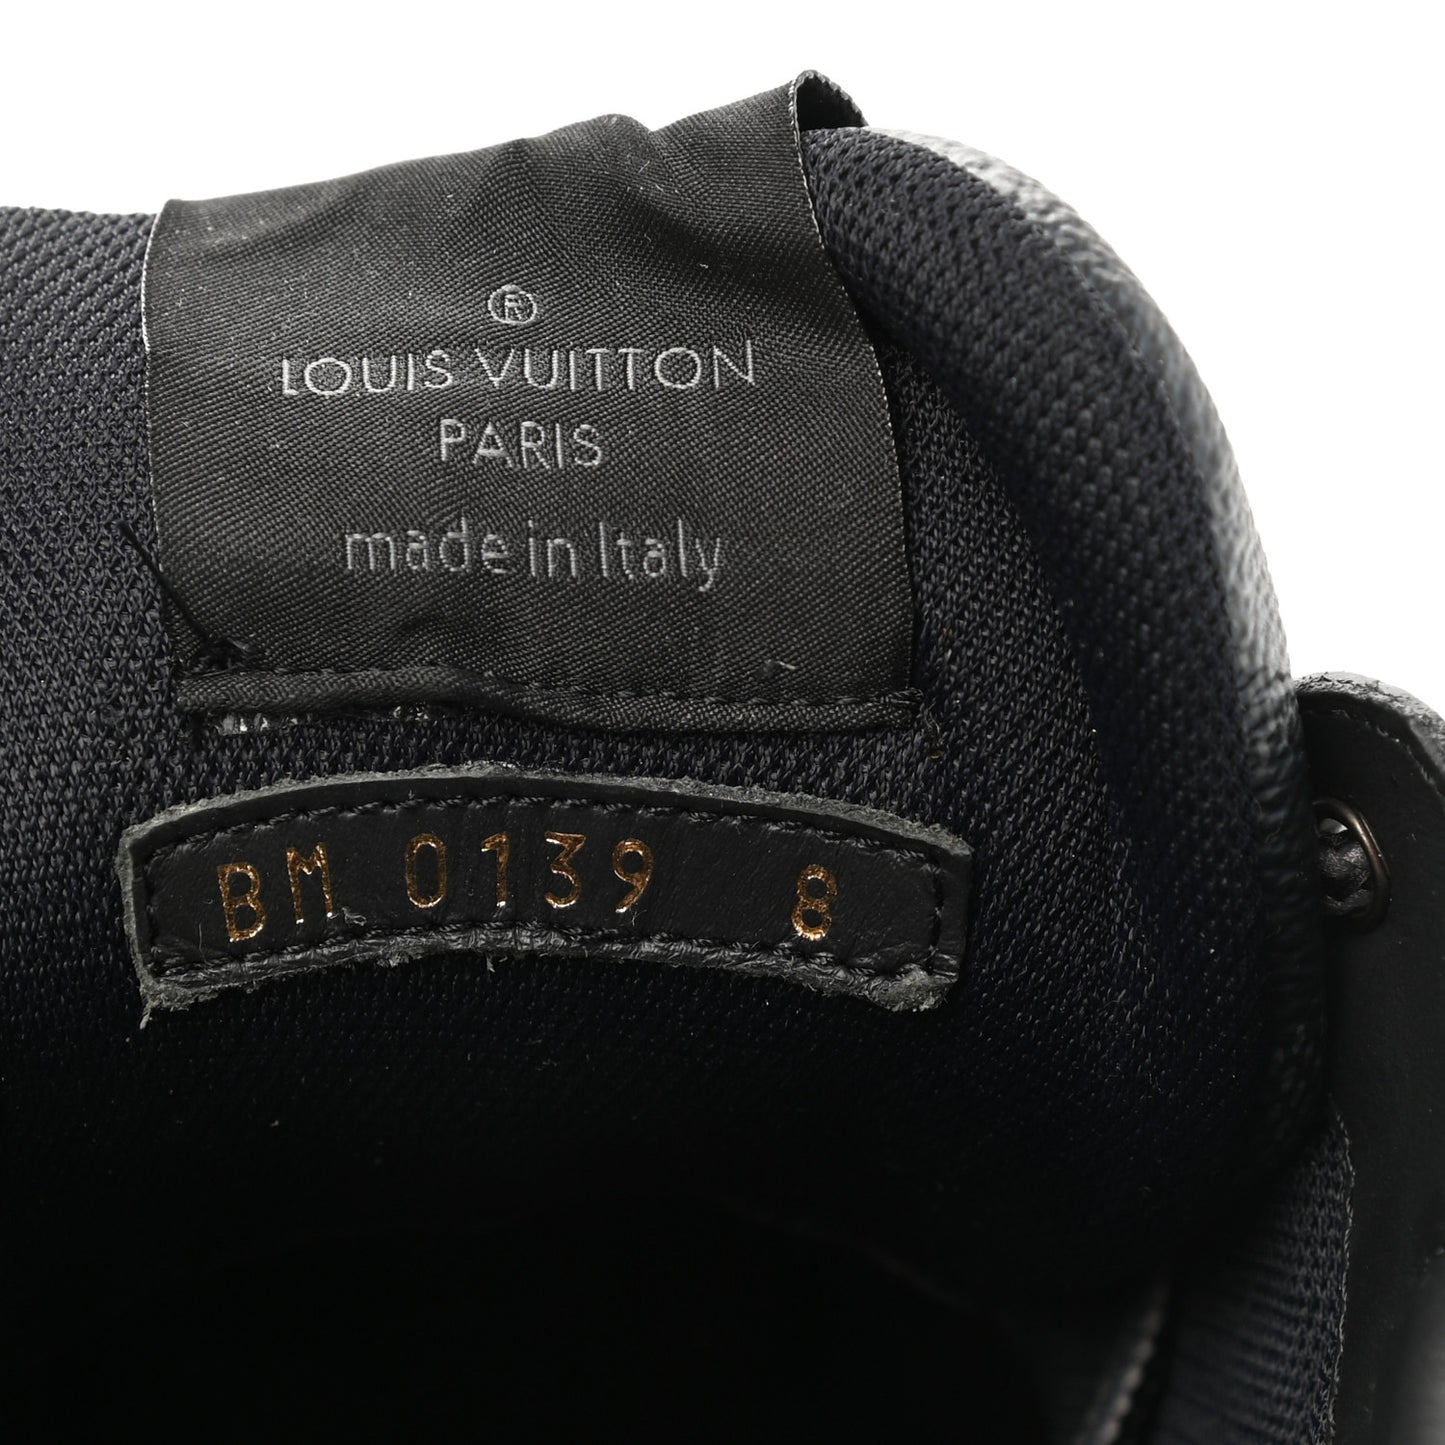 ®
LOUIS VUITTON
PARIS
made in Italy
BM 0139 8